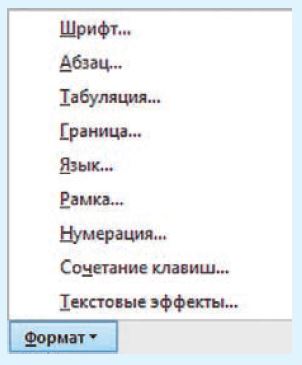 Шрифт...
Абзац...
Табуляция...
Граница...
Язык...
Рамка...
Нумерация...
Сочетание клавиш...
Текстовые эффекты...
Формат